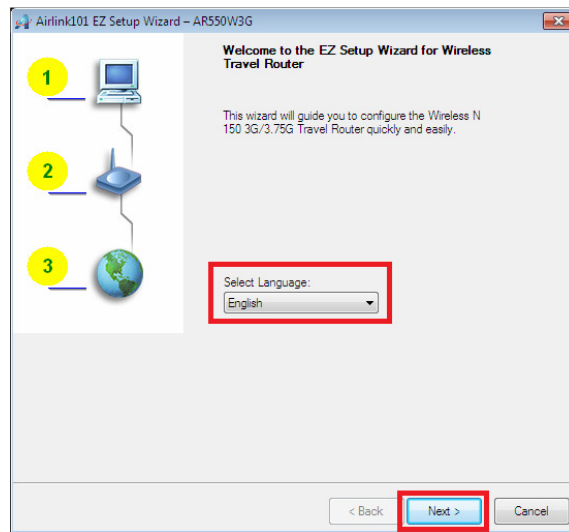 Airlink101 EZ Setup Wizard – AR550W3G
Welcome to the EZ Setup Wizard for Wireless
Travel Router
1
This wizard will guide you to configure the Wireless N
150 3G/3.75G Travel Router quickly and easily.
2
3
Select Language:
English
< Back
Next >
Cancel